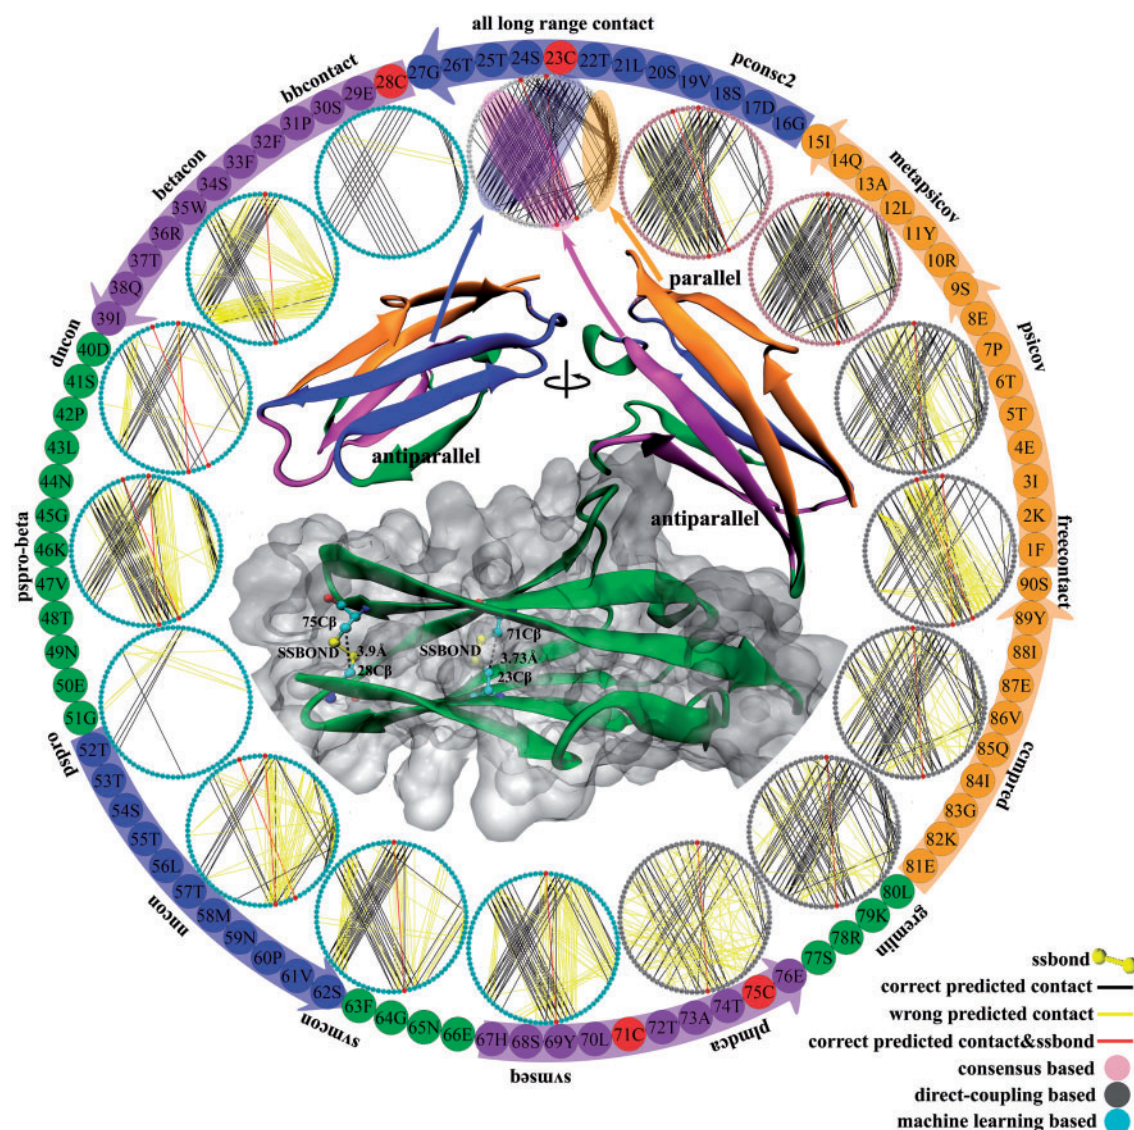 all long range contact
pconsc2
metapsicov
psicov
freecontact
ccmpred
gremlin
plmdca
svmseq
svmcon
nncon
pspro
pspro-beta
dncon
betacon
bbcontact
27G 26T 25T 24S 23C 22T 21L 20S 19V 18S 17D 16G
15I 14Q 13A 12L 11Y 10R 9S 8E 7P 6T 5T 4E 3I 2K 1F
90S 89Y 88I 87E 86V 85Q 84I 83G 82K 81E
80L 79K 78R 77S
76E 75C 74T 73A 72T 71C 70L 69Y 68S 67H
66E 65N 64G 63F
62S 61V 60P 59N 58M 57T 56L 55T 54S 53T 52T
51G 50E 49N 48T 47V 46K 45G 44N 43L 42P 41S 40D
39I 38Q 37T 36R 35W 34S 33F 32F 31P 30S 29E 28C
parallel
antiparallel
antiparallel
75Cβ
SSBOND
3.9Å
28Cβ
71Cβ
SSBOND
3.73Å
23Cβ
ssbond
correct predicted contact
wrong predicted contact
correct predicted contact&ssbond
consensus based
direct-coupling based
machine learning based